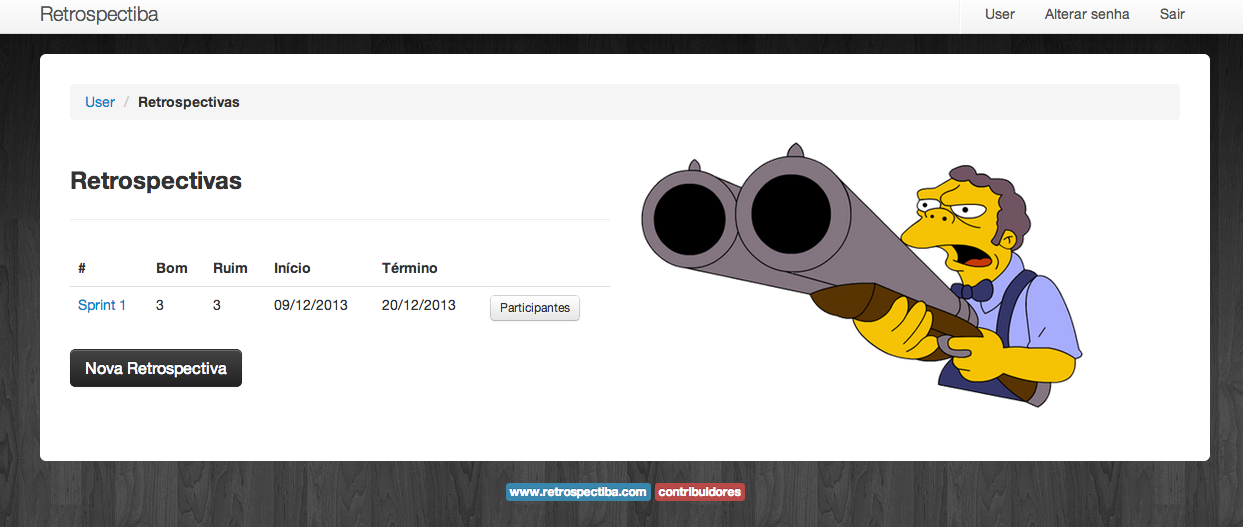 Retrospectiba User Alterar senha Sair
User / Retrospectivas
Retrospectivas
# Bom Ruim Início Término
Sprint 1 3 3 09/12/2013 20/12/2013 Participantes
Nova Retrospectiva
www.retrospectiba.com contribuidores